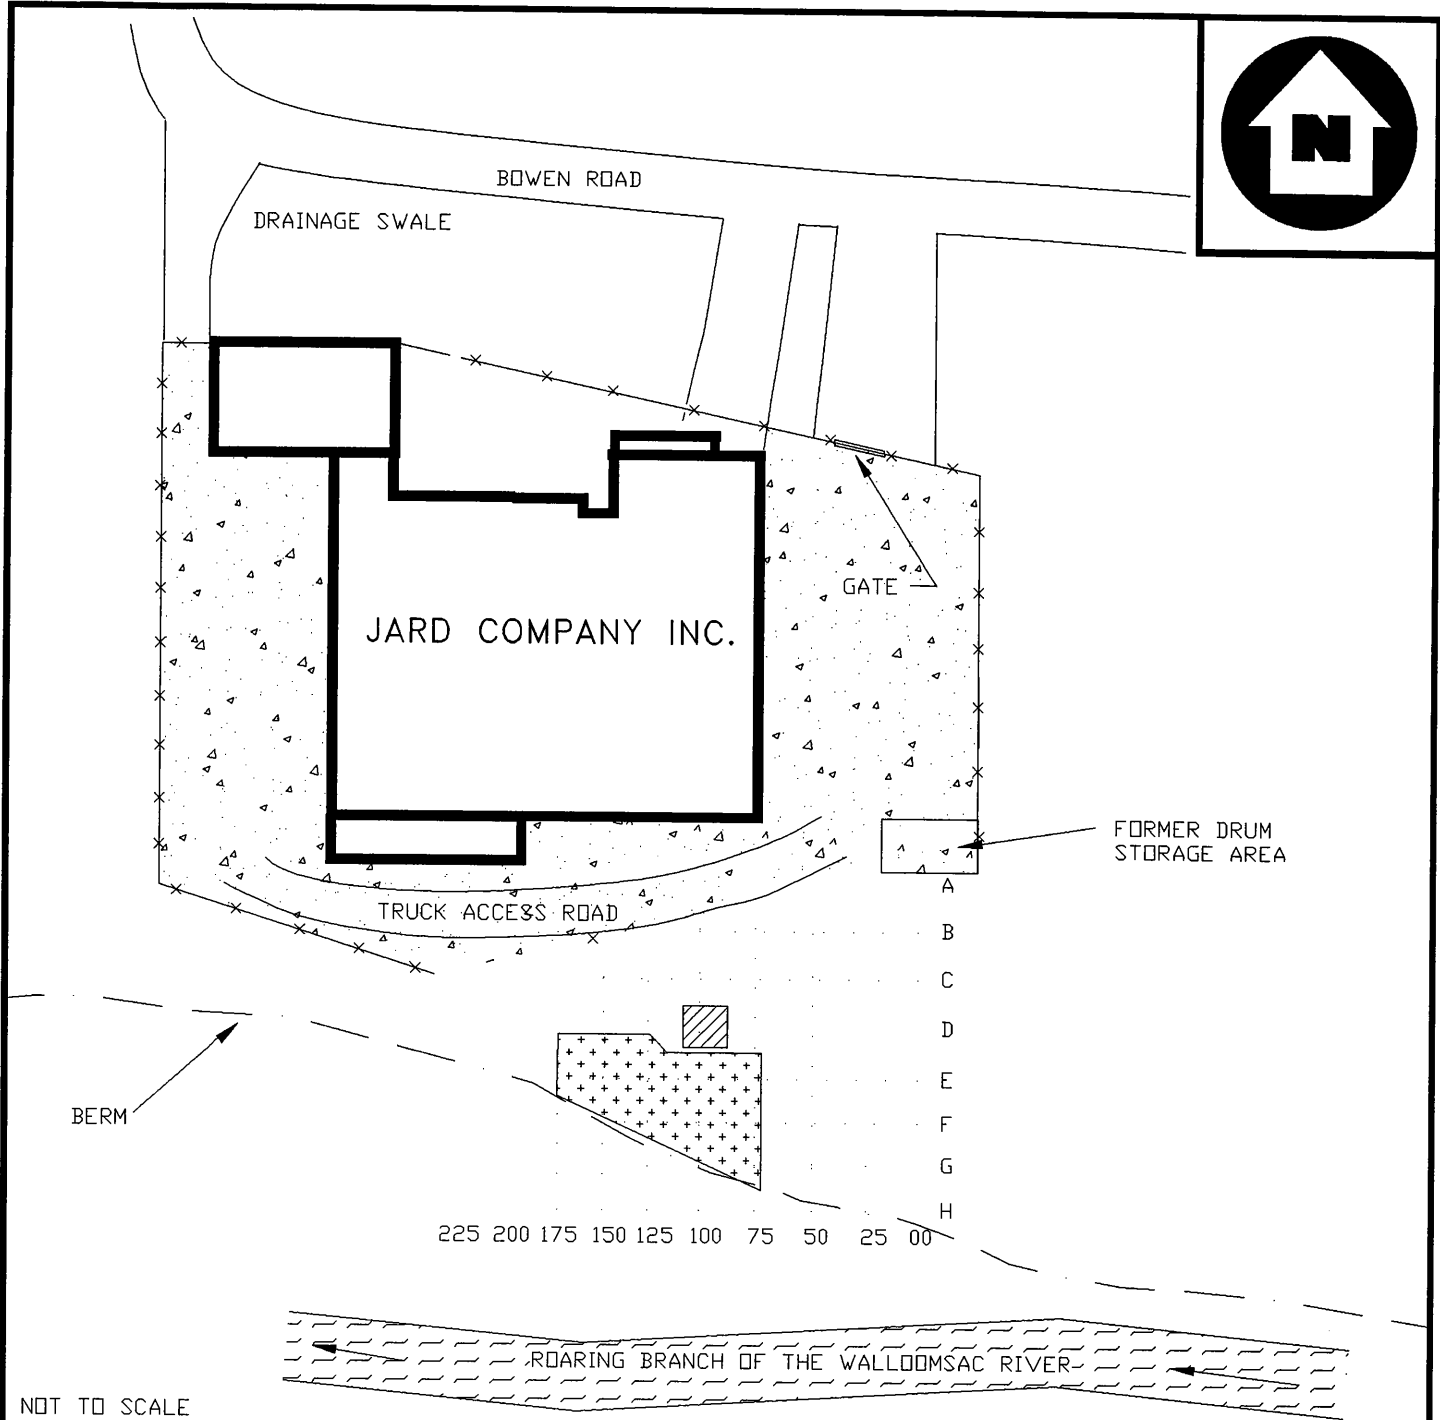 N
BOWEN ROAD
DRAINAGE SWALE
GATE
JARD COMPANY INC.
FORMER DRUM
STORAGE AREA
A
TRUCK ACCESS ROAD
B
C
D
E
BERM
F
G
H
225 200 175 150 125 100 75 50 25 00
ROARING BRANCH OF THE WALLOOMSAC RIVER
NOT TO SCALE